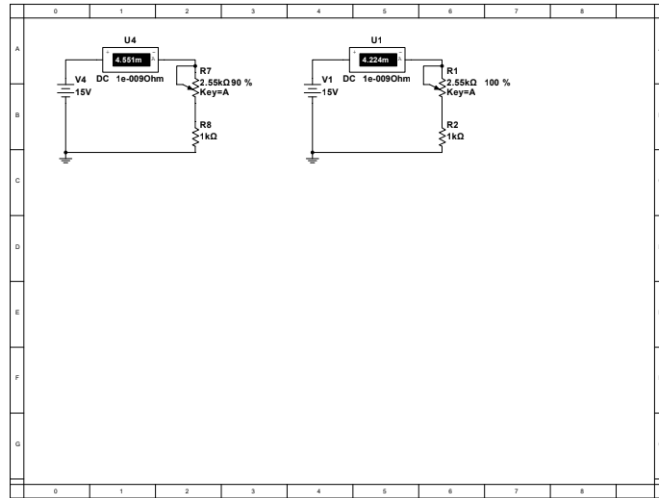 0 1 2 3 4 5 6 7 8
A
B
C
D
E
F
G
U4
+ 4.551m - A
DC 1e-009Ohm
V4
15V
R7
2.55kΩ 90 %
Key=A
R8
1kΩ
U1
+ 4.224m - A
DC 1e-009Ohm
V1
15V
R1
2.55kΩ 100 %
Key=A
R2
1kΩ
0 1 2 3 4 5 6 7 8